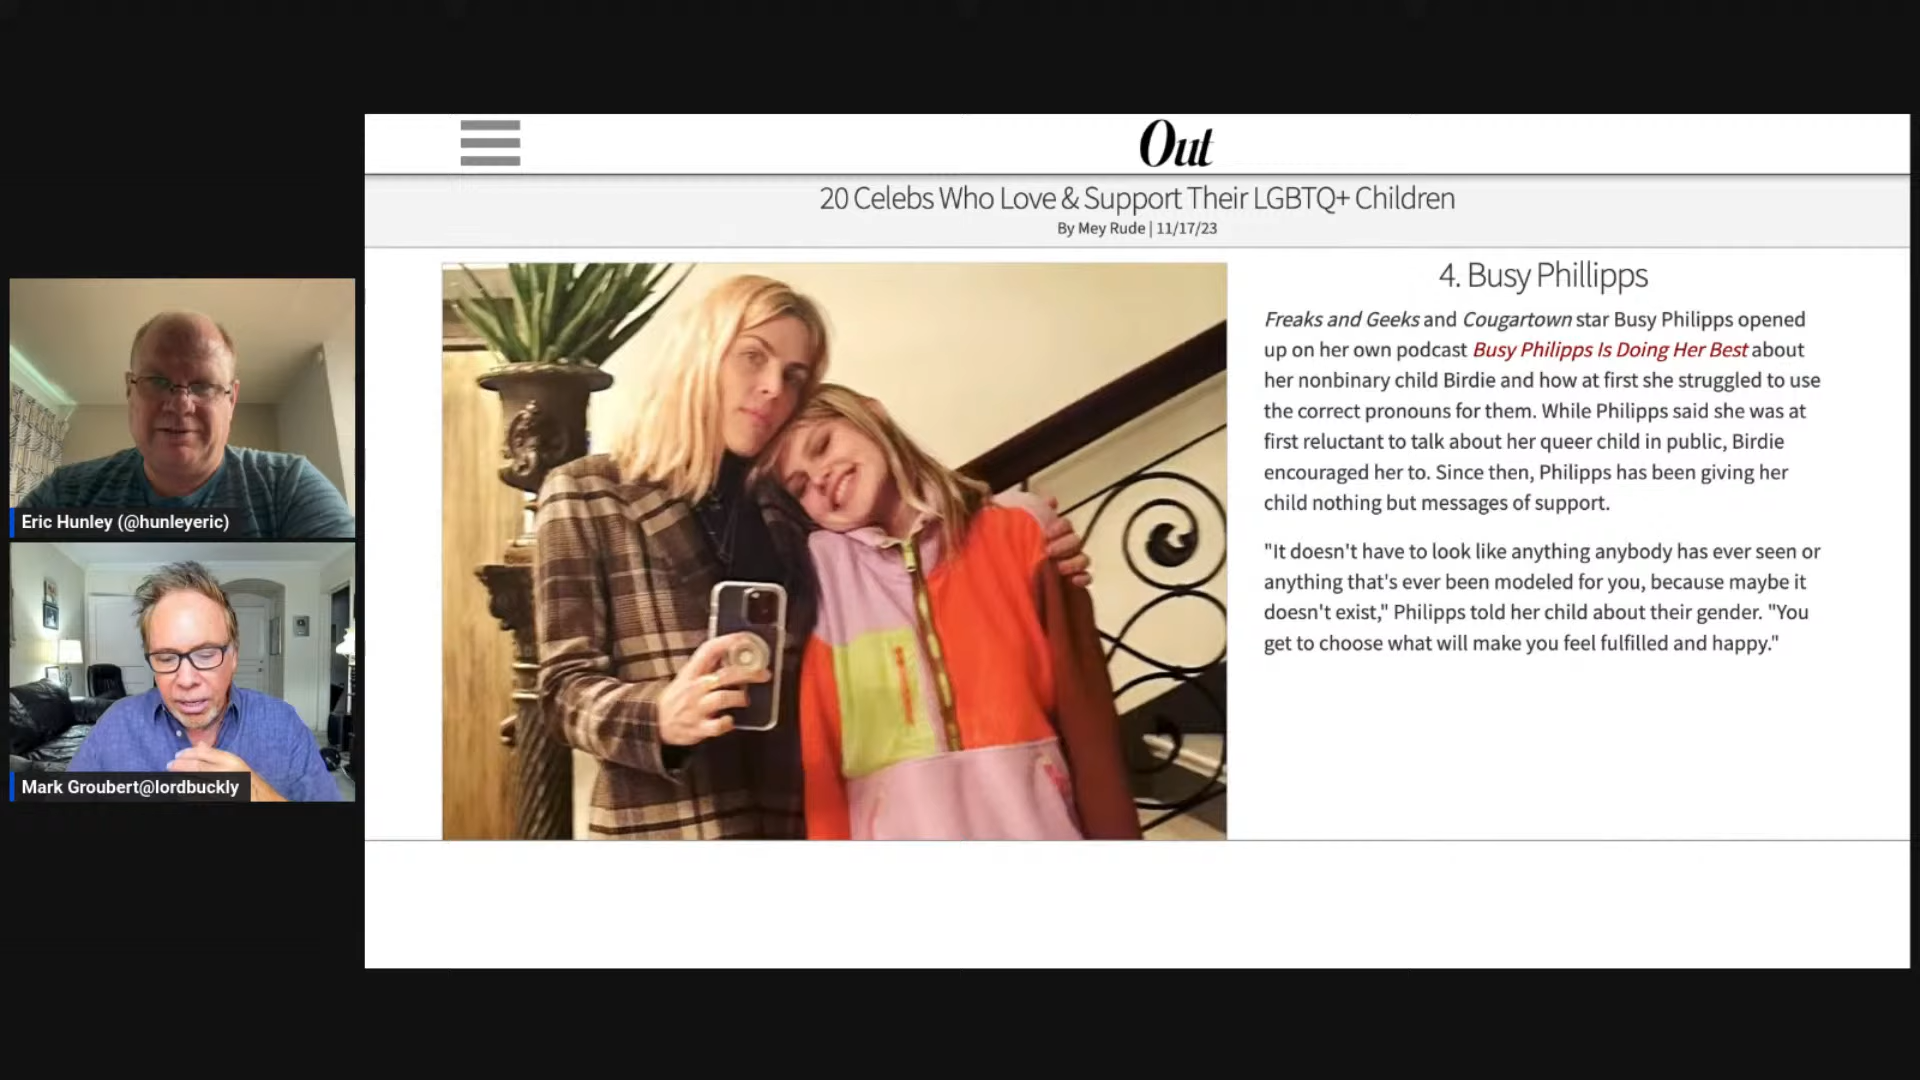 Out
20 Celebs Who Love & Support Their LGBTQ+ Children
By Mey Rude | 11/17/23
4. Busy Phillipps
Freaks and Geeks and Cougartown star Busy Philipps opened
up on her own podcast Busy Philipps Is Doing Her Best about
her nonbinary child Birdie and how at first she struggled to use
the correct pronouns for them. While Philipps said she was at
first reluctant to talk about her queer child in public, Birdie
encouraged her to. Since then, Philipps has been giving her
child nothing but messages of support.
"It doesn't have to look like anything anybody has ever seen or
anything that's ever been modeled for you, because maybe it
doesn't exist," Philipps told her child about their gender. "You
get to choose what will make you feel fulfilled and happy."
Eric Hunley (@hunleyeric)
Mark Groubert@lordbuckly